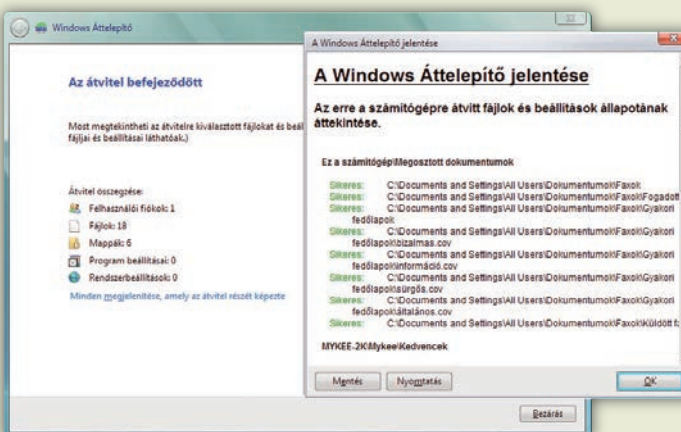 Windows Áttelepítő
Az átvitel befejeződött
Most megtekintheti az átvitelre kiválasztott fájlokat és
fájljai és beállításai láthatóak.)
Átvitel összegzése:
Felhasználói fiókok: 1
Fájlok: 18
Mappák: 6
Program beállításai: 0
Rendszerbeállítások: 0
Minden megjelenítése, amely az átvitel részét képezte
Bezárás
A Windows Áttelepítő jelentése
A Windows Áttelepítő jelentése
Az erre a számítógépre átvitt fájlok és beállítások állapotának
áttekintése.
Ez a számítógép\Megosztott dokumentumok
Sikeres: C:\Documents and Settings\All Users\Dokumentumok\Faxok
Sikeres: C:\Documents and Settings\All Users\Dokumentumok\Faxok\Fogadott
Sikeres: C:\Documents and Settings\All Users\Dokumentumok\Faxok\Gyakori
fedőlapok
Sikeres: C:\Documents and Settings\All Users\Dokumentumok\Faxok\Gyakori
fedőlapok\bizalmas.cov
Sikeres: C:\Documents and Settings\All Users\Dokumentumok\Faxok\Gyakori
fedőlapok\információ.cov
Sikeres: C:\Documents and Settings\All Users\Dokumentumok\Faxok\Gyakori
fedőlapok\sürgős.cov
Sikeres: C:\Documents and Settings\All Users\Dokumentumok\Faxok\Gyakori
fedőlapok\általános.cov
Sikeres: C:\Documents and Settings\All Users\Dokumentumok\Faxok\Küldött
MYKEE-2K\Mykee\Kedvencek
Mentés Nyomtatás OK